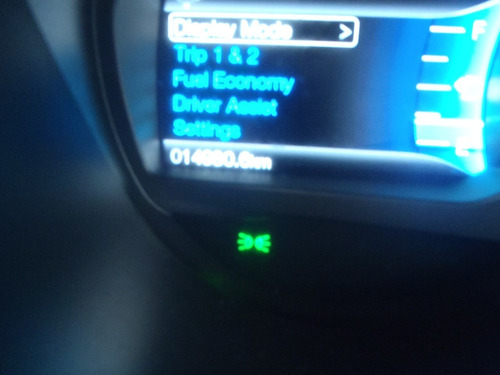 Display Mode >
F
Trip 1 & 2
Fuel Economy
Driver Assist
Settings
E